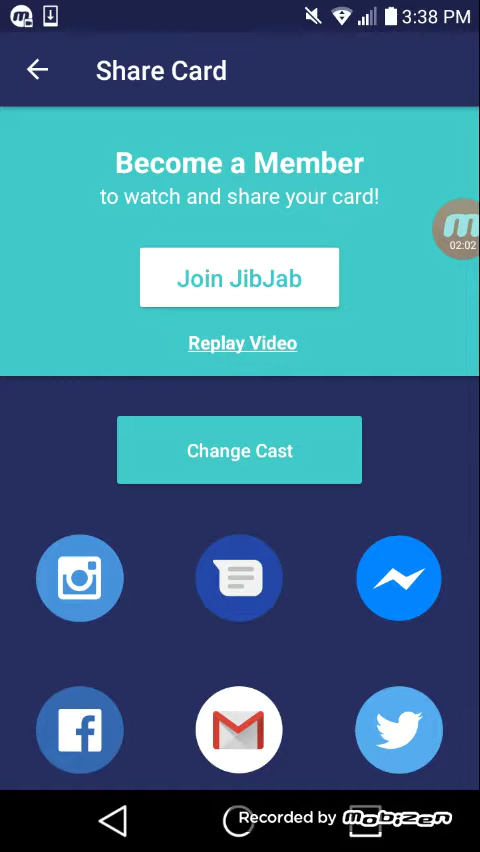 3:38 PM
Share Card
Become a Member
to watch and share your card!
02:02
Join JibJab
Replay Video
Change Cast
Recorded by Mobizen